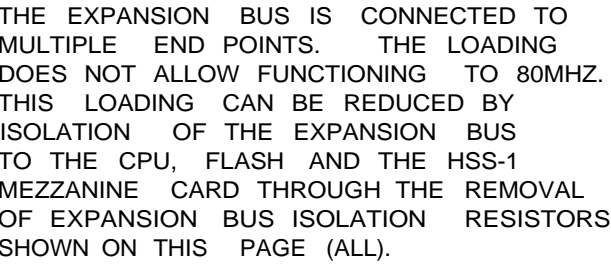 THE EXPANSION BUS IS CONNECTED TO
MULTIPLE END POINTS. THE LOADING
DOES NOT ALLOW FUNCTIONING TO 80MHZ.
THIS LOADING CAN BE REDUCED BY
ISOLATION OF THE EXPANSION BUS
TO THE CPU, FLASH AND THE HSS-1
MEZZANINE CARD THROUGH THE REMOVAL
OF EXPANSION BUS ISOLATION RESISTORS
SHOWN ON THIS PAGE (ALL).